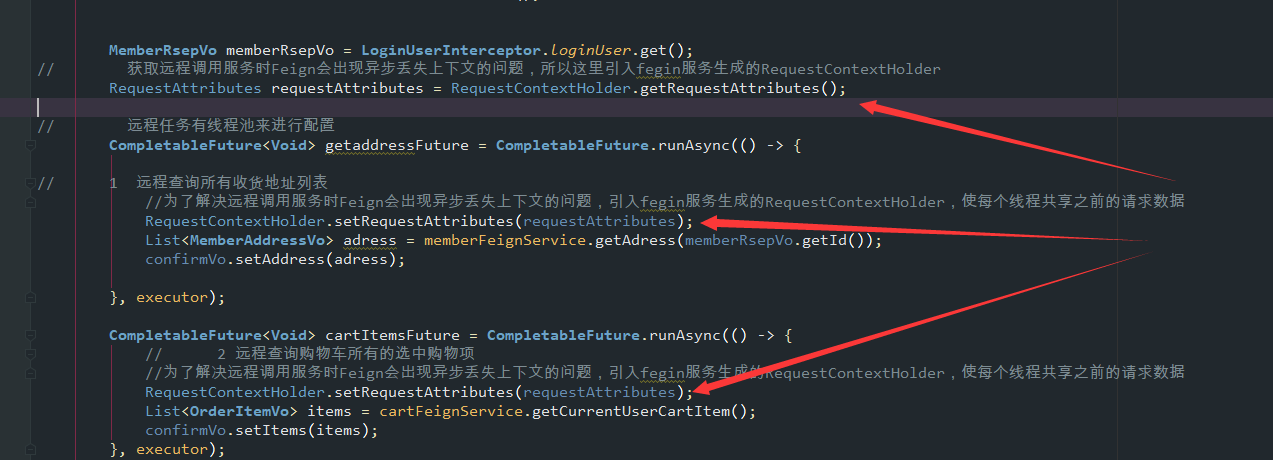 MemberRsepVo memberRsepVo = LoginUserInterceptor.loginUser.get();
// 获取远程调用服务时Feign会出现异步丢失上下文的问题，所以这里引入fegin服务生成的RequestContextHolder
RequestAttributes requestAttributes = RequestContextHolder.getRequestAttributes();
// 远程任务有线程池来进行配置
CompletableFuture<Void> getaddressFuture = CompletableFuture.runAsync(() -> {
// 1 远程查询所有收货地址列表
//为了解决远程调用服务时Feign会出现异步丢失上下文的问题，引入fegin服务生成的RequestContextHolder，使每个线程共享之前的请求数据
RequestContextHolder.setRequestAttributes(requestAttributes);
List<MemberAddressVo> adress = memberFeignService.getAdress(memberRsepVo.getId());
confirmVo.setAddress(adress);
}, executor);
CompletableFuture<Void> cartItemsFuture = CompletableFuture.runAsync(() -> {
// 2 远程查询购物车所有的选中购物项
//为了解决远程调用服务时Feign会出现异步丢失上下文的问题，引入fegin服务生成的RequestContextHolder，使每个线程共享之前的请求数据
RequestContextHolder.setRequestAttributes(requestAttributes);
List<OrderItemVo> items = cartFeignService.getCurrentUserCartItem();
confirmVo.setItems(items);
}, executor);